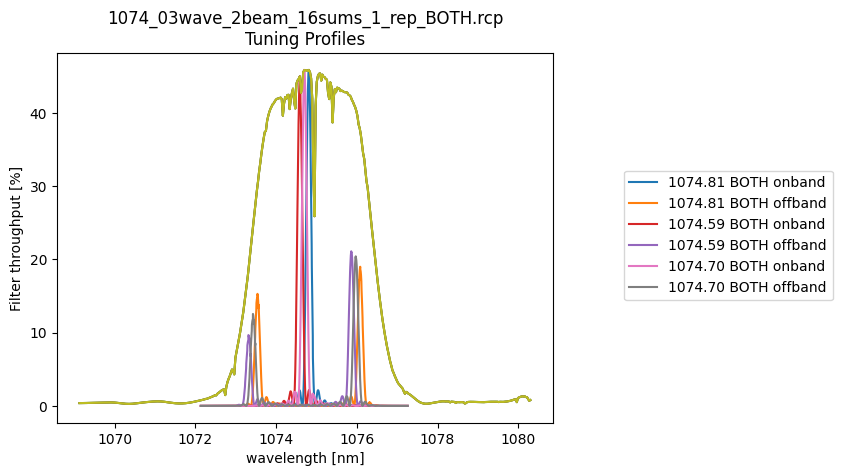 1074_03wave_2beam_16sums_1_rep_BOTH.rcp
Tuning Profiles
Filter throughput [%]
40
30
20
10
0
1070
1072
1074
1076
1078
1080
wavelength [nm]
1074.81 BOTH onband
1074.81 BOTH offband
1074.59 BOTH onband
1074.59 BOTH offband
1074.70 BOTH onband
1074.70 BOTH offband